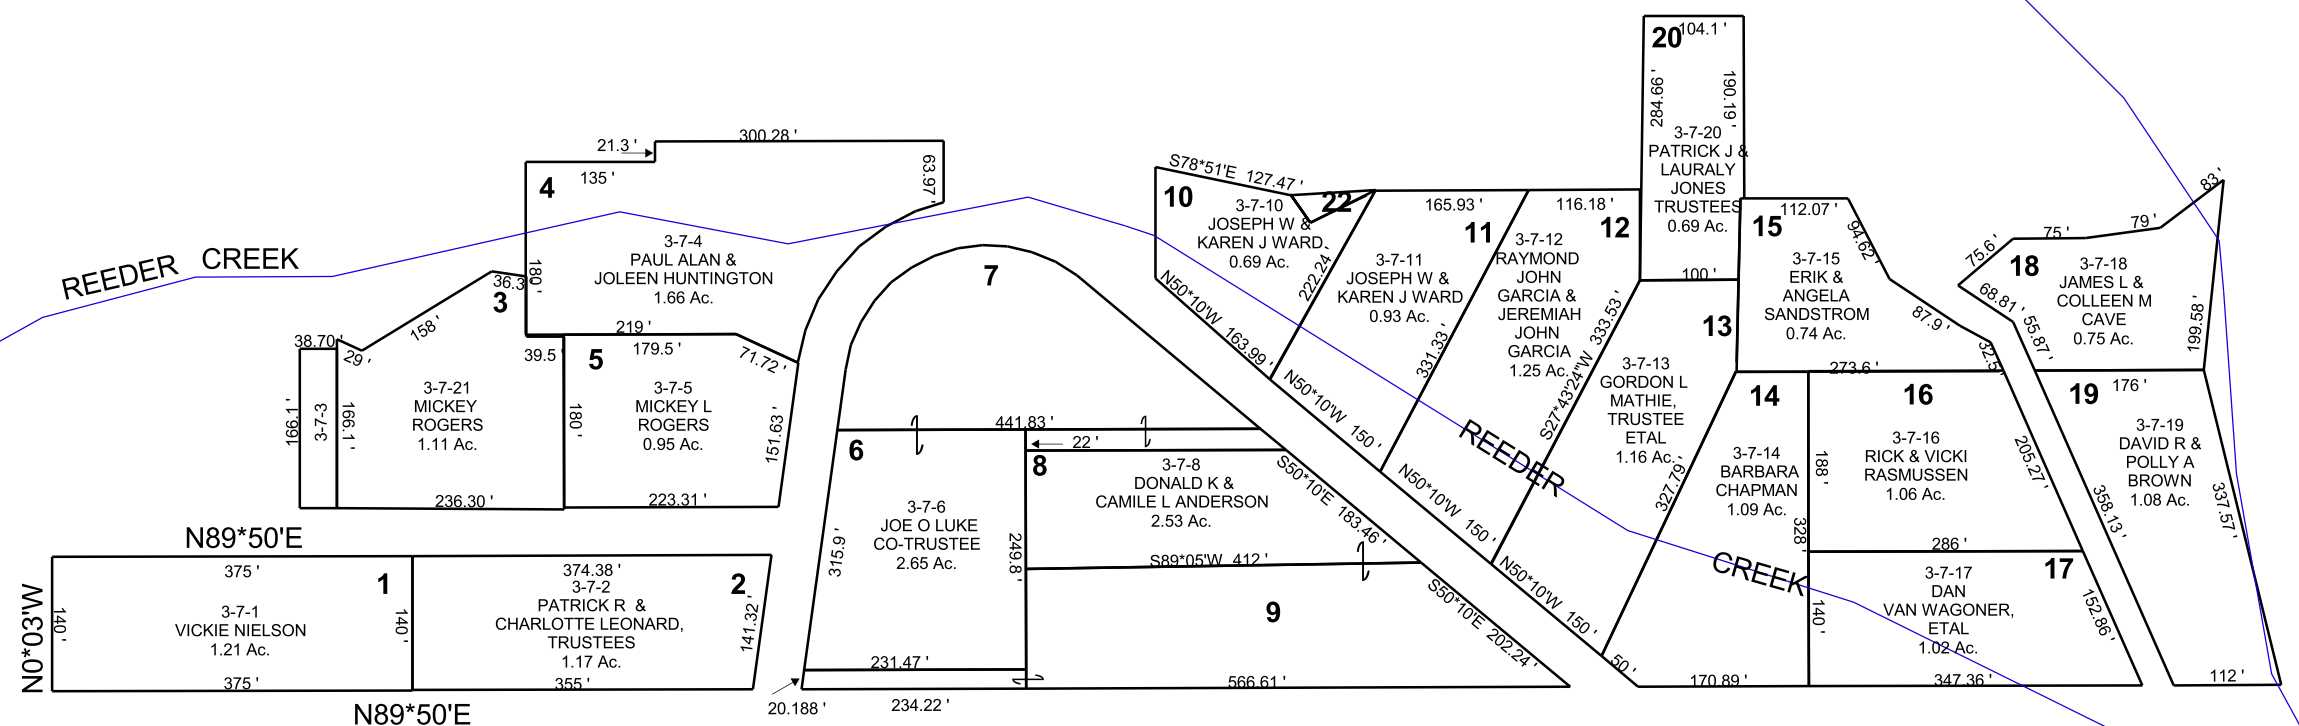 REEDER CREEK
38.70 '
29 '
158 '
36.3
3
166.1'
3-7-3
166.1'
3-7-21
MICKEY
ROGERS
1.11 Ac.
236.30 '
21.3 '
300.28 '
135 '
63.97'
4
180 '
3-7-4
PAUL ALAN &
JOLEEN HUNTINGTON
1.66 Ac.
219 '
39.5'
5
179.5'
71.72 '
180 '
3-7-5
MICKEY L
ROGERS
0.95 Ac.
151.63'
223.31'
N89*50'E
N0*03'W
375'
140'
1
3-7-1
VICKIE NIELSON
1.21 Ac.
140 '
375 '
374.38 '
2
3-7-2
PATRICK R &
CHARLOTTE LEONARD,
TRUSTEES
1.17 Ac.
141.32 '
355'
N89*50'E
7
441.83 '
6
3-7-6
JOE O LUKE
CO-TRUSTEE
2.65 Ac.
315.9'
249.8 '
231.47 '
20.188 '
234.22 '
22 '
8
3-7-8
DONALD K &
CAMILE L ANDERSON
2.53 Ac.
S50*10'E 183.46 '
S89*05'W 412 '
9
S50*10'E 202.24'
566.61'
S78*51'E 127.47 '
10
22
3-7-10
JOSEPH W &
KAREN J WARD
0.69 Ac.
222.24'
N50*10'W 163.99 '
165.93'
11
3-7-11
JOSEPH W &
KAREN J WARD
0.93 Ac.
331.33'
N50*10'W 150 '
116.18 '
12
3-7-12
RAYMOND
JOHN
GARCIA &
JEREMIAH
JOHN
GARCIA
1.25 Ac.
S27*43'24"W 333.53'
N50*10'W 150 '
REEDER
CREEK
20
104.1 '
284.66 '
190.19 '
3-7-20
PATRICK J &
LAURALY
JONES
TRUSTEES
0.69 Ac.
100 '
13
3-7-13
GORDON L
MATHIE,
TRUSTEE
ETAL
1.16 Ac.
327.79'
N50*10'W 150 '
50 '
15
112.07 '
94.62'
3-7-15
ERIK &
ANGELA
SANDSTROM
0.74 Ac.
87.9 '
32.5
273.6 '
14
3-7-14
BARBARA
CHAPMAN
1.09 Ac.
188 '
328 '
170.89 '
16
3-7-16
RICK & VICKI
RASMUSSEN
1.06 Ac.
205.27'
286 '
17
3-7-17
DAN
VAN WAGONER,
ETAL
1.02 Ac.
140 '
152.86'
347.36 '
75.6'
75 '
79 '
83 '
18
3-7-18
JAMES L &
COLLEEN M
CAVE
0.75 Ac.
68.81 '
55.87'
199.58'
176 '
19
3-7-19
DAVID R &
POLLY A
BROWN
1.08 Ac.
358.13'
337.57'
112 '